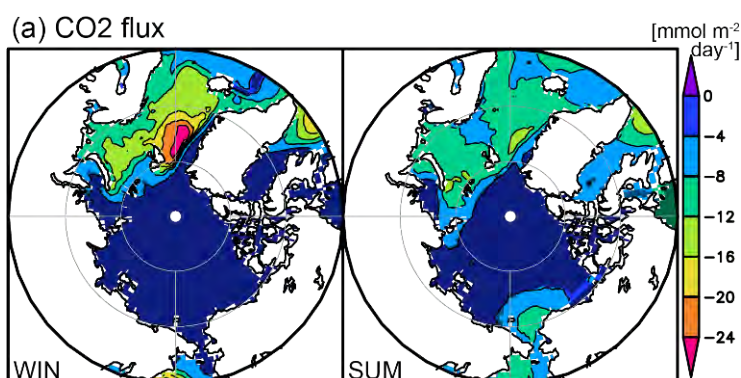 (a) CO2 flux
[mmol m⁻²
day⁻¹]
0
−4
−8
−12
−16
−20
−24
WIN
SUM